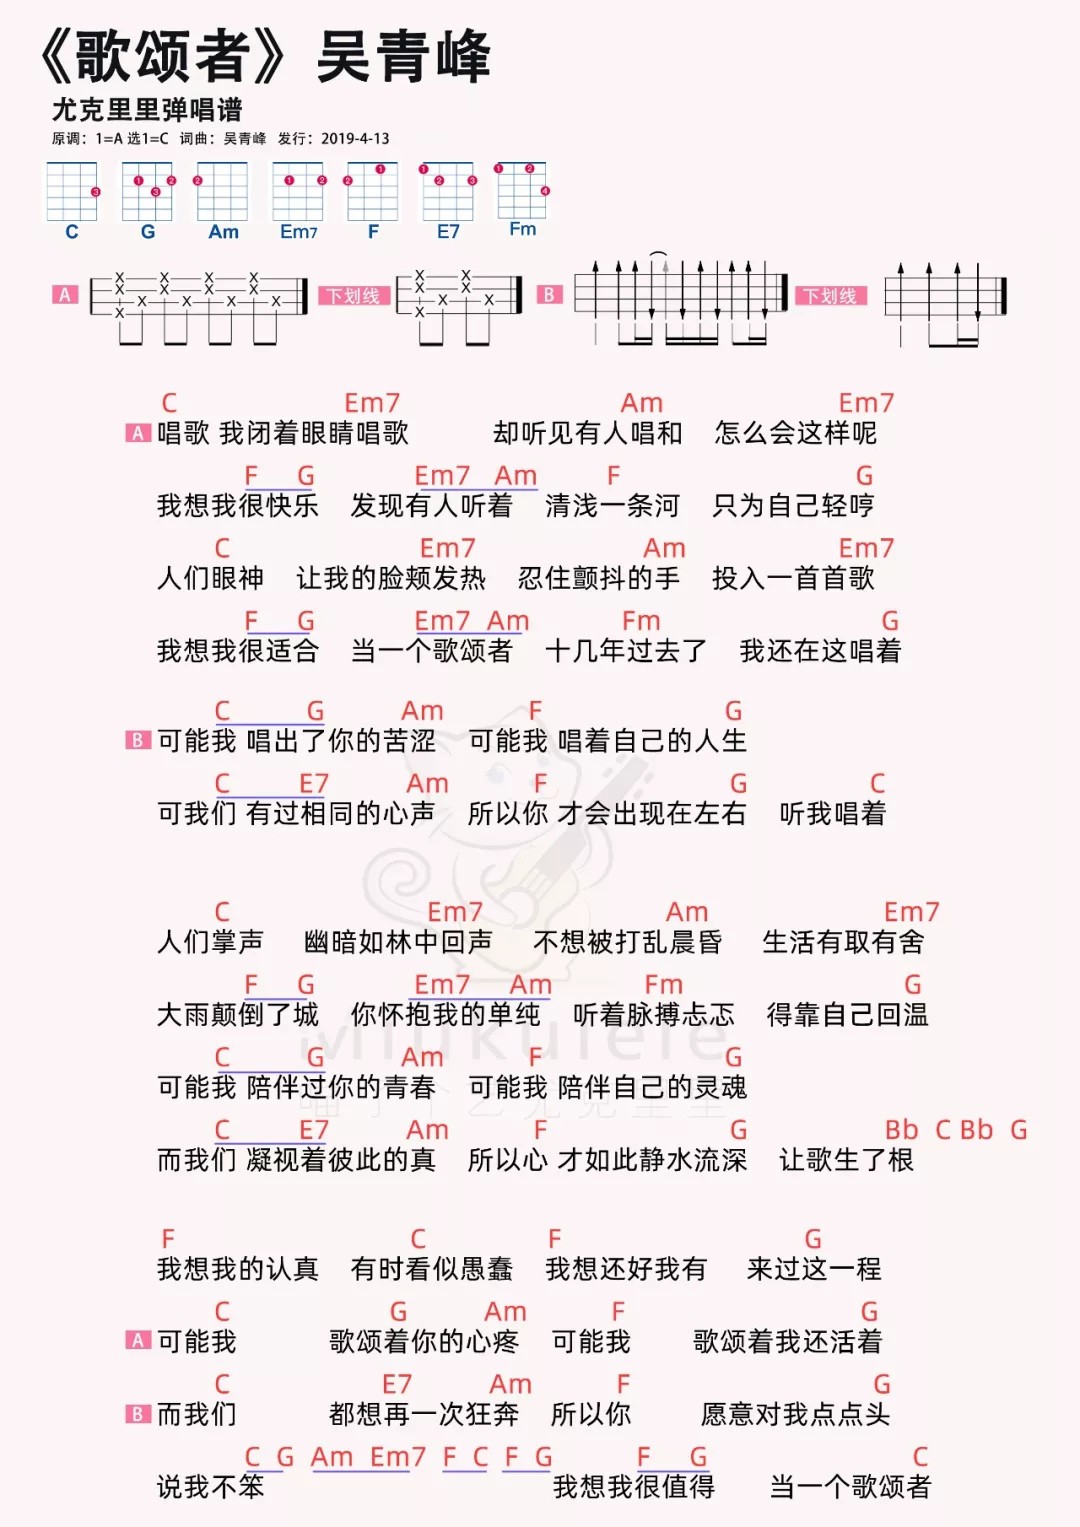 《歌颂者》吴青峰
尤克里里弹唱谱
原调：1=A 选1=C 词曲：吴青峰 发行：2019-4-13
C G Am Em7 F E7 Fm
A 下划线 B 下划线
C Em7 Am Em7
A 唱歌 我闭着眼睛唱歌 却听见有人唱和 怎么会这样呢
F G Em7 Am F G
我想我很快乐 发现有人听着 清浅一条河 只为自己轻哼
C Em7 Am Em7
人们眼神 让我的脸颊发热 忍住颤抖的手 投入一首首歌
F G Em7 Am Fm G
我想我很适合 当一个歌颂者 十几年过去了 我还在这唱着
C G Am F G
B 可能我 唱出了你的苦涩 可能我 唱着自己的人生
C E7 Am F G C
可我们 有过相同的心声 所以你 才会出现在左右 听我唱着
C Em7 Am Em7
人们掌声 幽暗如林中回声 不想被打乱晨昏 生活有取有舍
F G Em7 Am Fm G
大雨颠倒了城 你怀抱我的单纯 听着脉搏忐忑 得靠自己回温
Miukulele
C G Am F G
可能我 陪伴过你的青春 可能我 陪伴自己的灵魂
C E7 Am F G Bb C Bb G
而我们 凝视着彼此的真 所以心 才如此静水流深 让歌生了根
F C F G
我想我的认真 有时看似愚蠢 我想还好我有 来过这一程
C G Am F G
A 可能我 歌颂着你的心疼 可能我 歌颂着我还活着
C E7 Am F G
B 而我们 都想再一次狂奔 所以你 愿意对我点点头
C G Am Em7 F C F G F G C
说我不笨 我想我很值得 当一个歌颂者